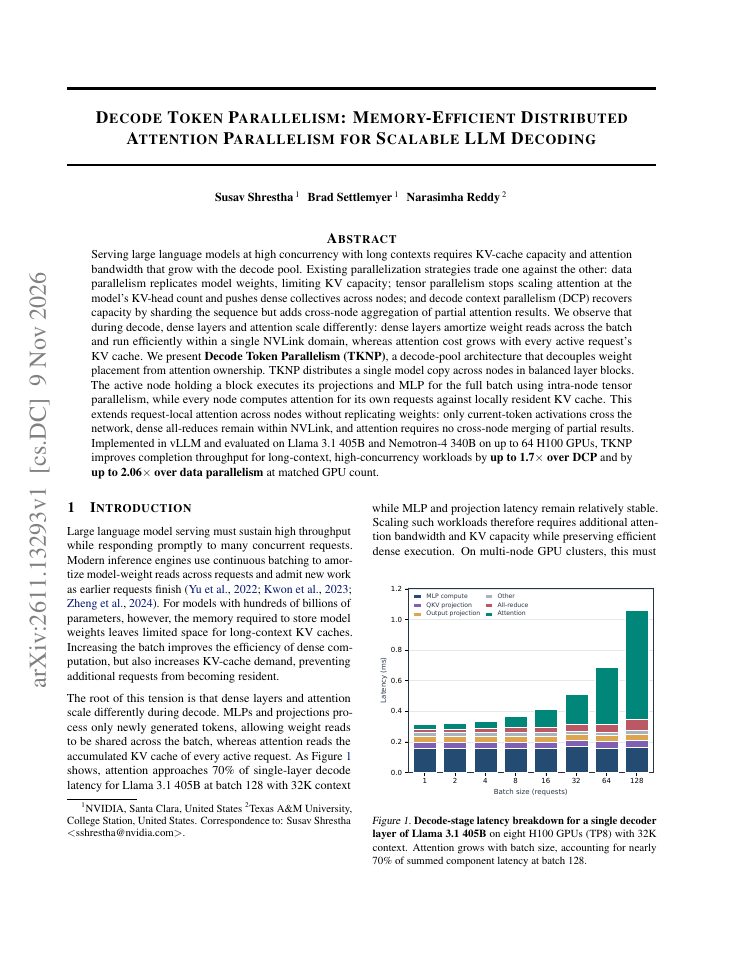 arXiv:2611.13293v1 [cs.DC] 9 Nov 2026
DECODE TOKEN PARALLELISM: MEMORY-EFFICIENT DISTRIBUTED
ATTENTION PARALLELISM FOR SCALABLE LLM DECODING
Susav Shrestha 1 Brad Settlemyer 1 Narasimha Reddy 2
ABSTRACT
Serving large language models at high concurrency with long contexts requires KV-cache capacity and attention
bandwidth that grow with the decode pool. Existing parallelization strategies trade one against the other: data
parallelism replicates model weights, limiting KV capacity; tensor parallelism stops scaling attention at the
model's KV-head count and pushes dense collectives across nodes; and decode context parallelism (DCP) recovers
capacity by sharding the sequence but adds cross-node aggregation of partial attention results. We observe that
during decode, dense layers and attention scale differently: dense layers amortize weight reads across the batch
and run efficiently within a single NVLink domain, whereas attention cost grows with every active request's
KV cache. We present Decode Token Parallelism (TKNP), a decode-pool architecture that decouples weight
placement from attention ownership. TKNP distributes a single model copy across nodes in balanced layer blocks.
The active node holding a block executes its projections and MLP for the full batch using intra-node tensor
parallelism, while every node computes attention for its own requests against locally resident KV cache. This
extends request-local attention across nodes without replicating weights: only current-token activations cross the
network, dense all-reduces remain within NVLink, and attention requires no cross-node merging of partial results.
Implemented in vLLM and evaluated on Llama 3.1 405B and Nemotron-4 340B on up to 64 H100 GPUs, TKNP
improves completion throughput for long-context, high-concurrency workloads by up to 1.7× over DCP and by
up to 2.06× over data parallelism at matched GPU count.
1 INTRODUCTION
Large language model serving must sustain high throughput
while responding promptly to many concurrent requests.
Modern inference engines use continuous batching to amor-
tize model-weight reads across requests and admit new work
as earlier requests finish (Yu et al., 2022; Kwon et al., 2023;
Zheng et al., 2024). For models with hundreds of billions of
parameters, however, the memory required to store model
weights leaves limited space for long-context KV caches.
Increasing the batch improves the efficiency of dense com-
putation, but also increases KV-cache demand, preventing
additional requests from becoming resident.
The root of this tension is that dense layers and attention
scale differently during decode. MLPs and projections pro-
cess only newly generated tokens, allowing weight reads
to be shared across the batch, whereas attention reads the
accumulated KV cache of every active request. As Figure 1
shows, attention approaches 70% of single-layer decode
latency for Llama 3.1 405B at batch 128 with 32K context
1NVIDIA, Santa Clara, United States 2Texas A&M University,
College Station, United States. Correspondence to: Susav Shrestha
<sshrestha@nvidia.com>.
while MLP and projection latency remain relatively stable.
Scaling such workloads therefore requires additional atten-
tion bandwidth and KV capacity while preserving efficient
dense execution. On multi-node GPU clusters, this must
MLP compute
QKV projection
Output projection
Other
All-reduce
Attention
Latency (ms)
1.2
1.0
0.8
0.6
0.4
0.2
0.0
1 2 4 8 16 32 64 128
Batch size (requests)
Figure 1. Decode-stage latency breakdown for a single decoder
layer of Llama 3.1 405B on eight H100 GPUs (TP8) with 32K
context. Attention grows with batch size, accounting for nearly
70% of summed component latency at batch 128.